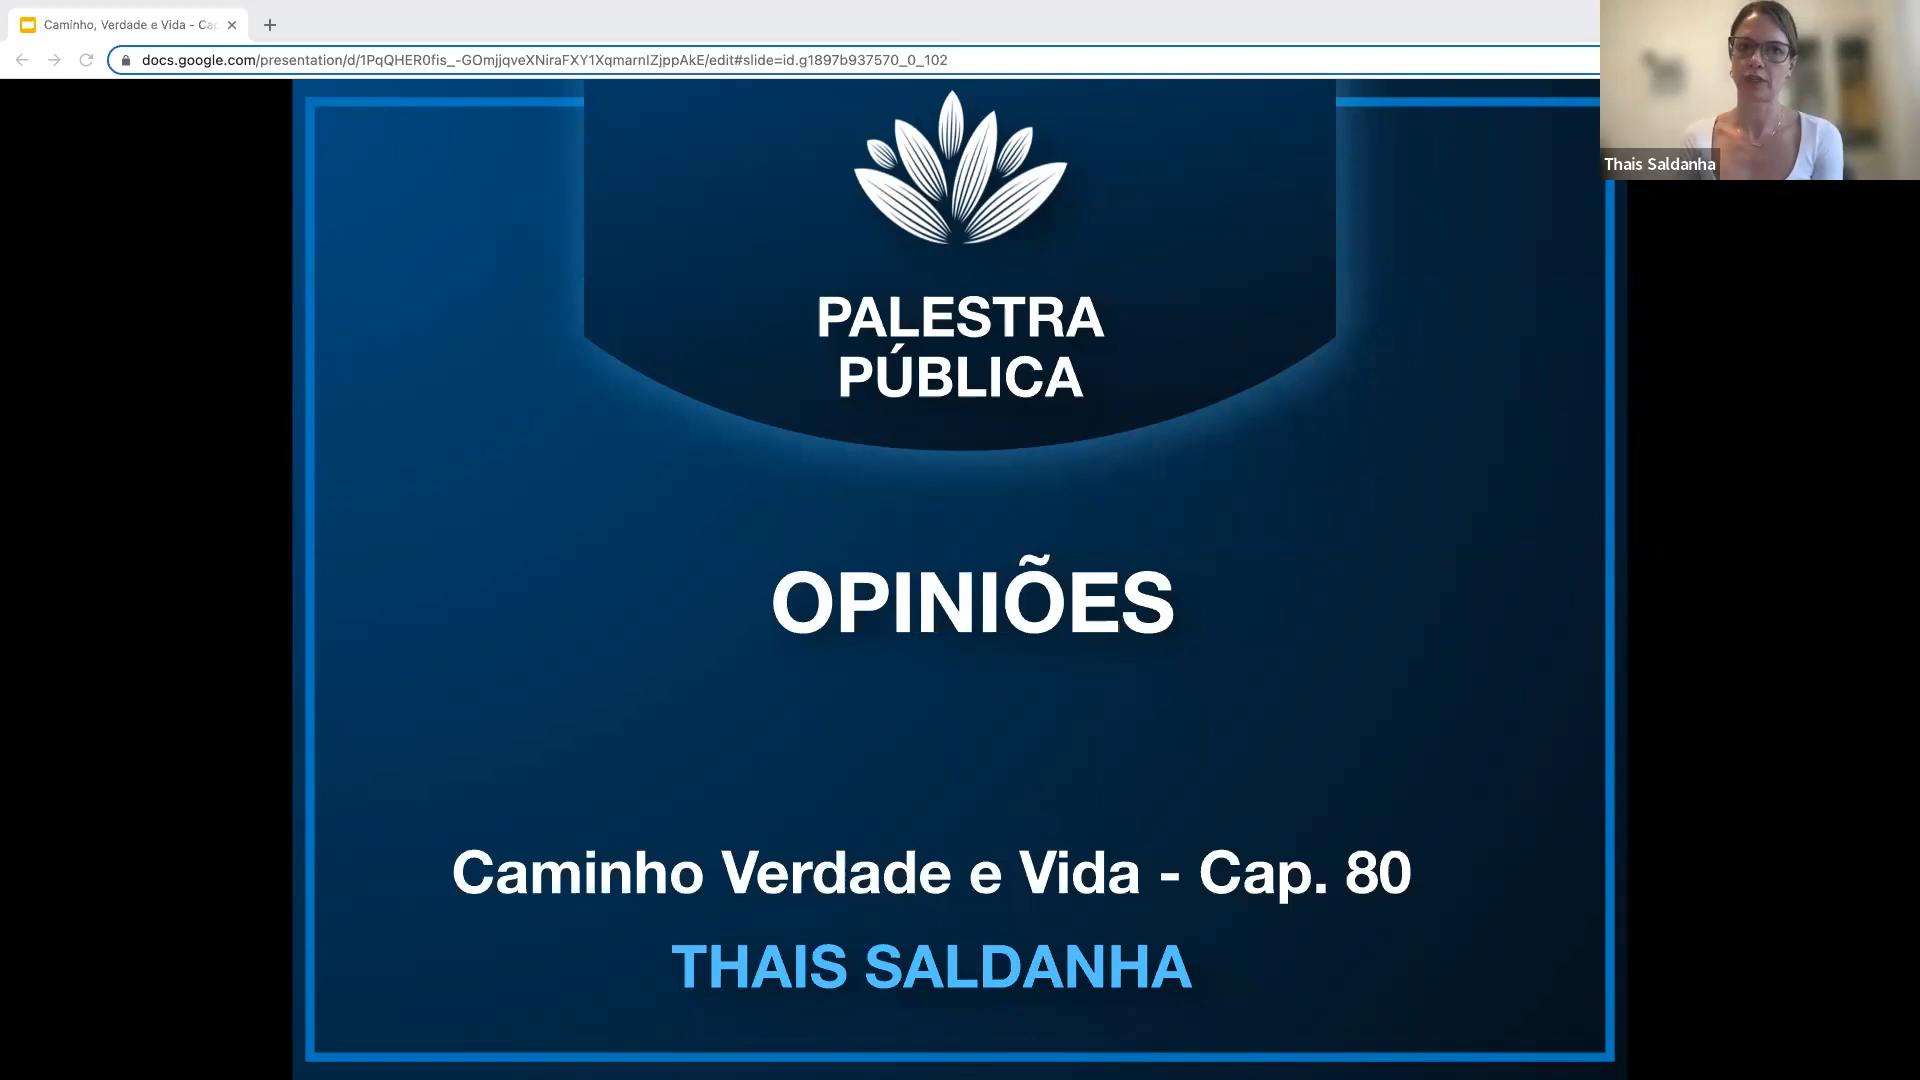 Caminho, Verdade e Vida - Ca
docs.google.com/presentation/d/1PqQHER0fis_-GOmjjqveXNiraFXY1XqmarnIZjppAkE/edit#slide=id.g1897b937570_0_102
Thais Saldanha
PALESTRA
PÚBLICA
OPINIÕES
Caminho Verdade e Vida - Cap. 80
THAIS SALDANHA